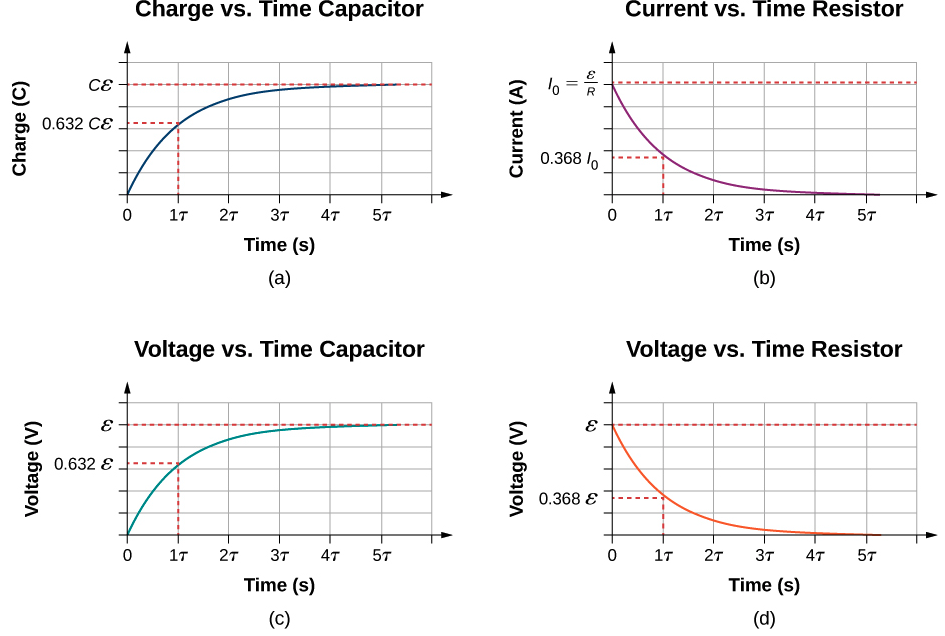 Charge vs. Time Capacitor
Charge (C)
Cℰ
0.632 Cℰ
0 1τ 2τ 3τ 4τ 5τ
Time (s)
(a)
Current vs. Time Resistor
Current (A)
I₀ = ℰ/R
0.368 I₀
0 1τ 2τ 3τ 4τ 5τ
Time (s)
(b)
Voltage vs. Time Capacitor
Voltage (V)
ℰ
0.632 ℰ
0 1τ 2τ 3τ 4τ 5τ
Time (s)
(c)
Voltage vs. Time Resistor
Voltage (V)
ℰ
0.368 ℰ
0 1τ 2τ 3τ 4τ 5τ
Time (s)
(d)